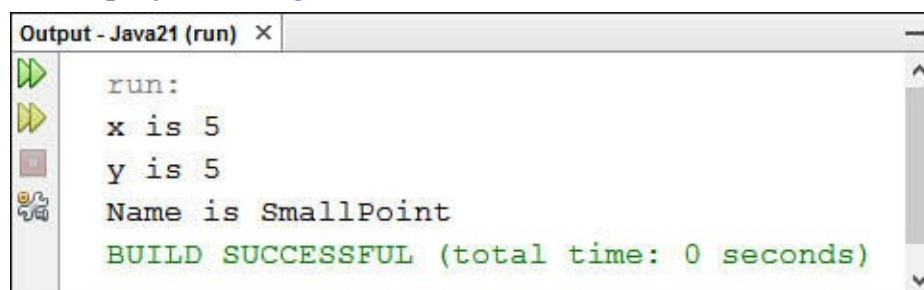 Output - Java21 (run) ×
run:
x is 5
y is 5
Name is SmallPoint
BUILD SUCCESSFUL (total time: 0 seconds)